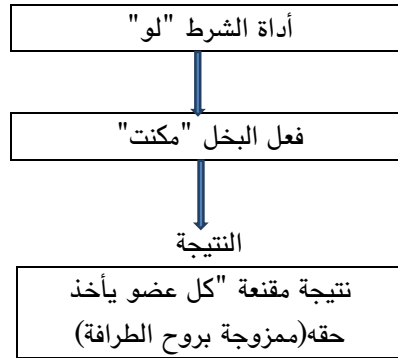 أداة الشرط "لو"
فعل البخل "مكنت"
النتيجة
نتيجة مقنعة "كل عضو يأخذ
حقه(ممزوجة بروح الطرافة)